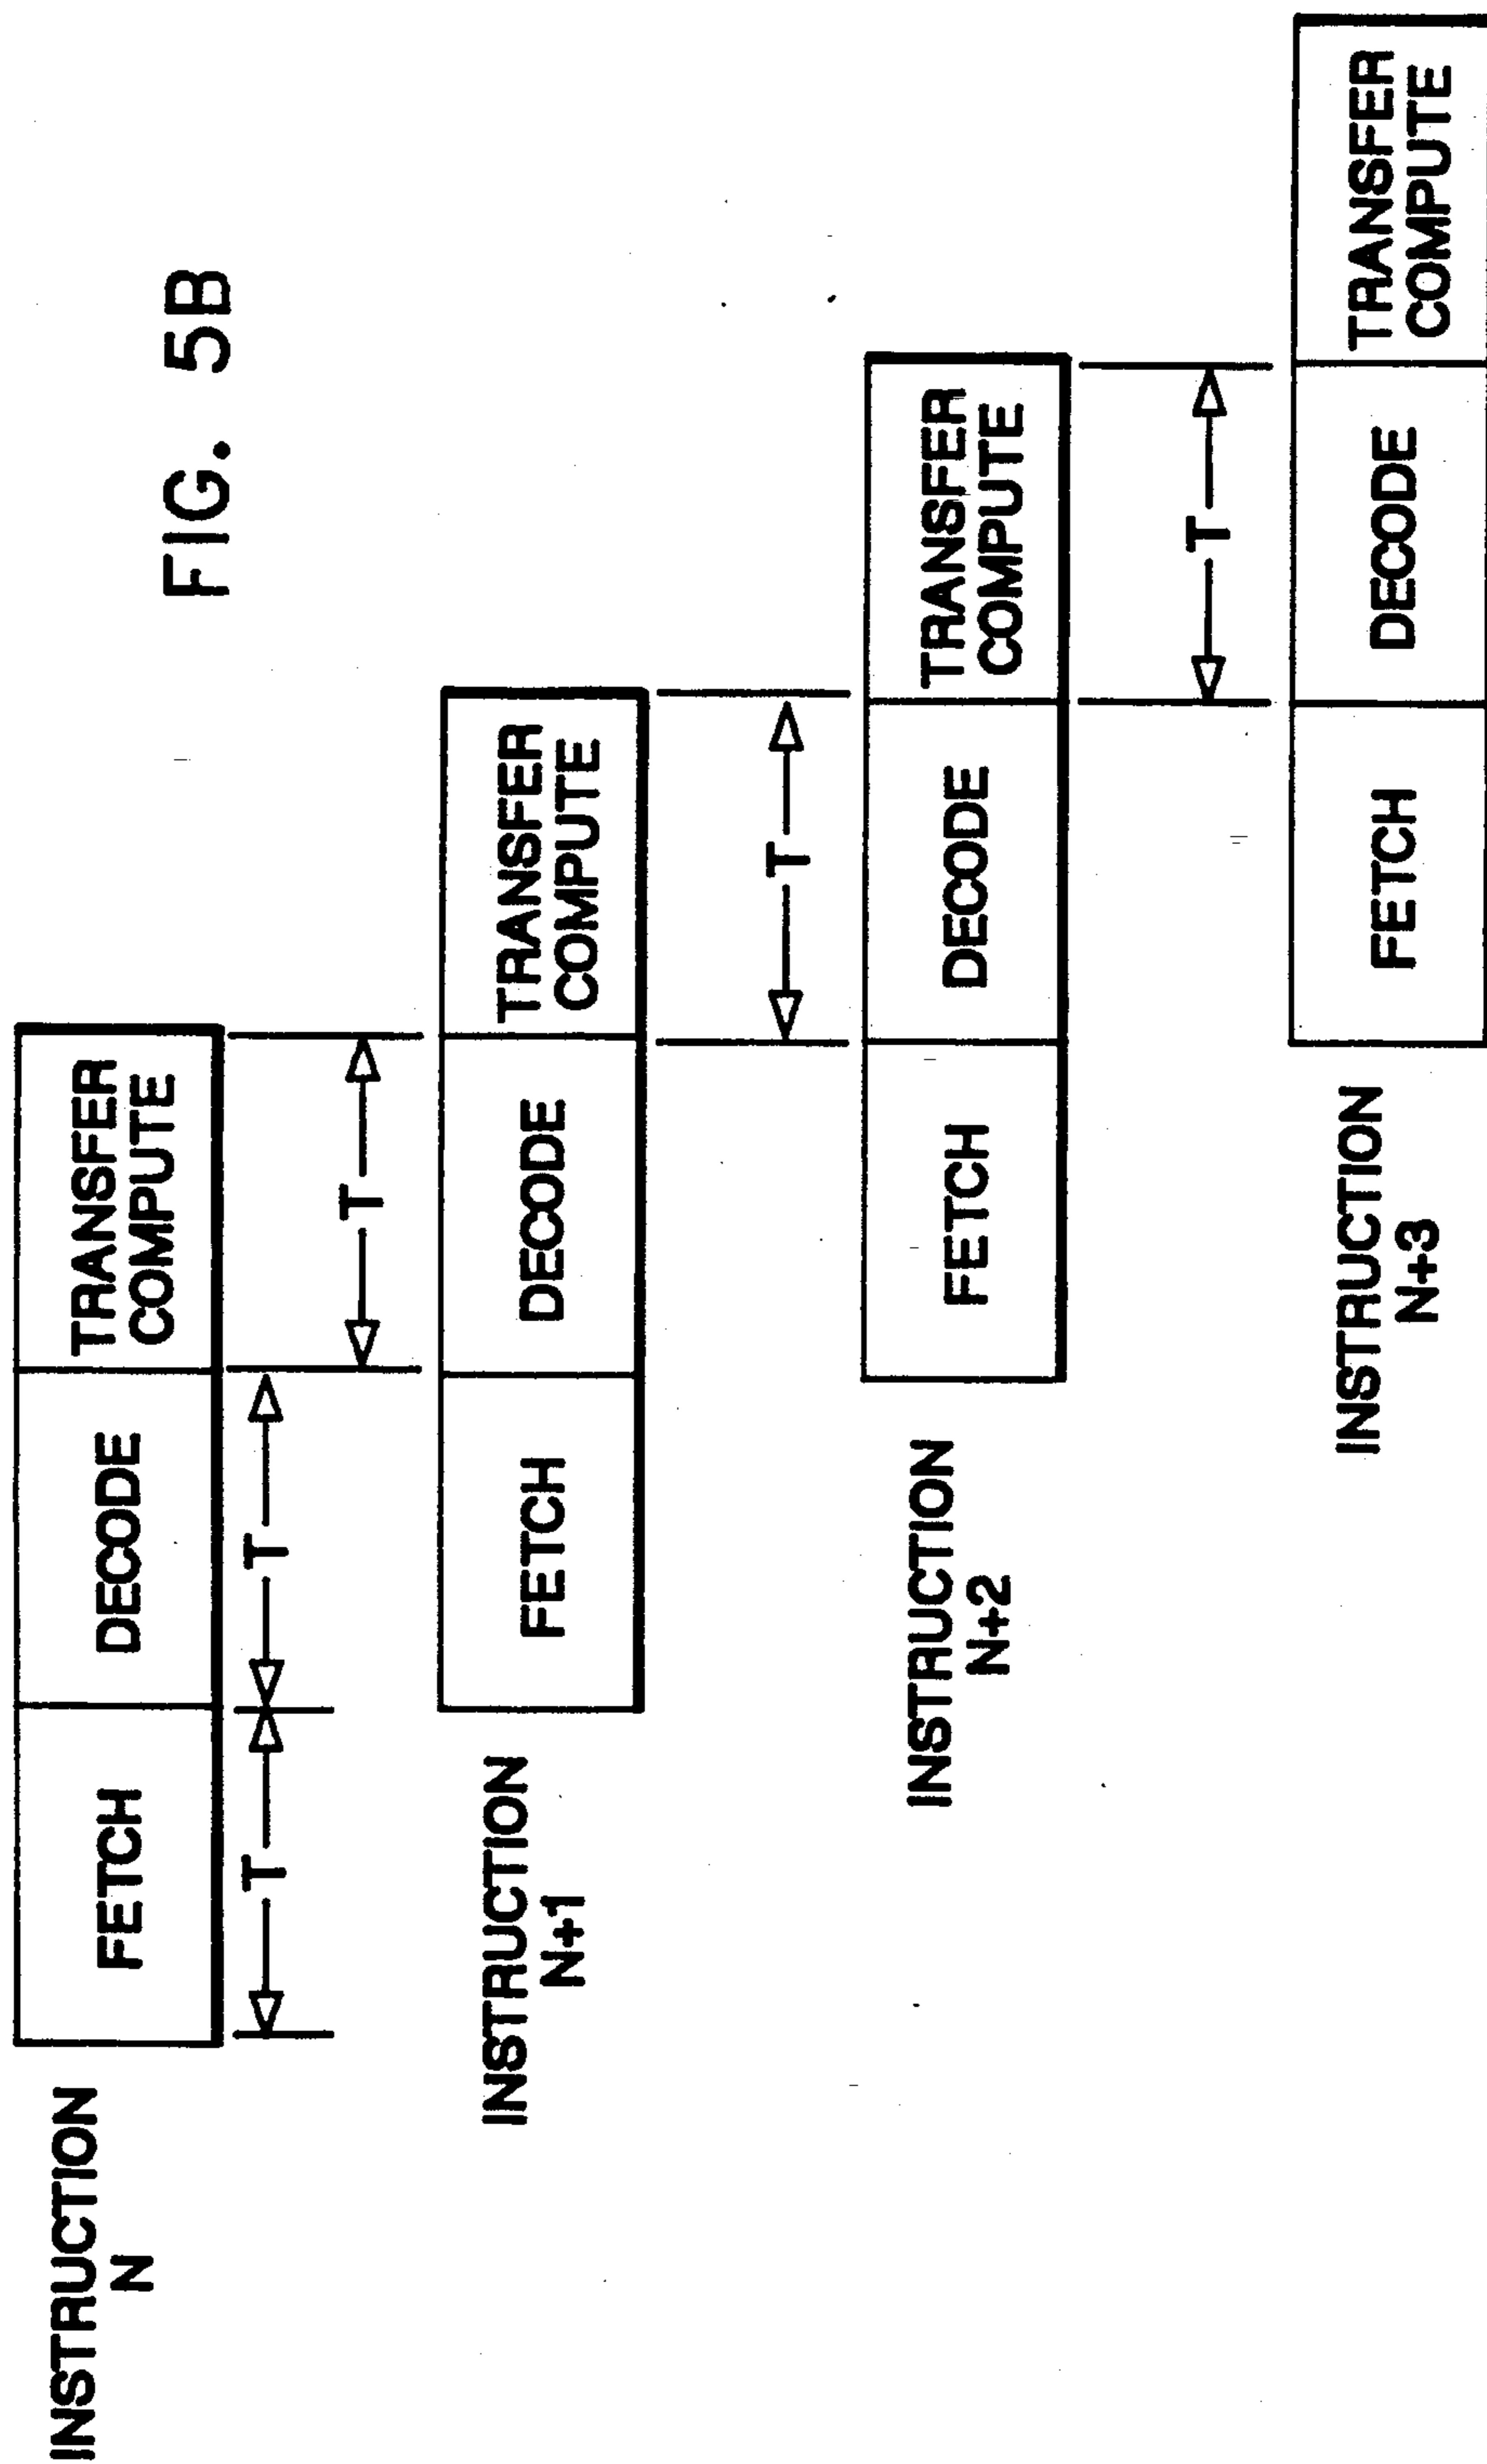 FIG. 5B
INSTRUCTION
N
FETCH
DECODE
TRANSFER
COMPUTE
T
T
T
INSTRUCTION
N+1
FETCH
DECODE
TRANSFER
COMPUTE
T
INSTRUCTION
N+2
FETCH
DECODE
TRANSFER
COMPUTE
T
INSTRUCTION
N+3
FETCH
DECODE
TRANSFER
COMPUTE